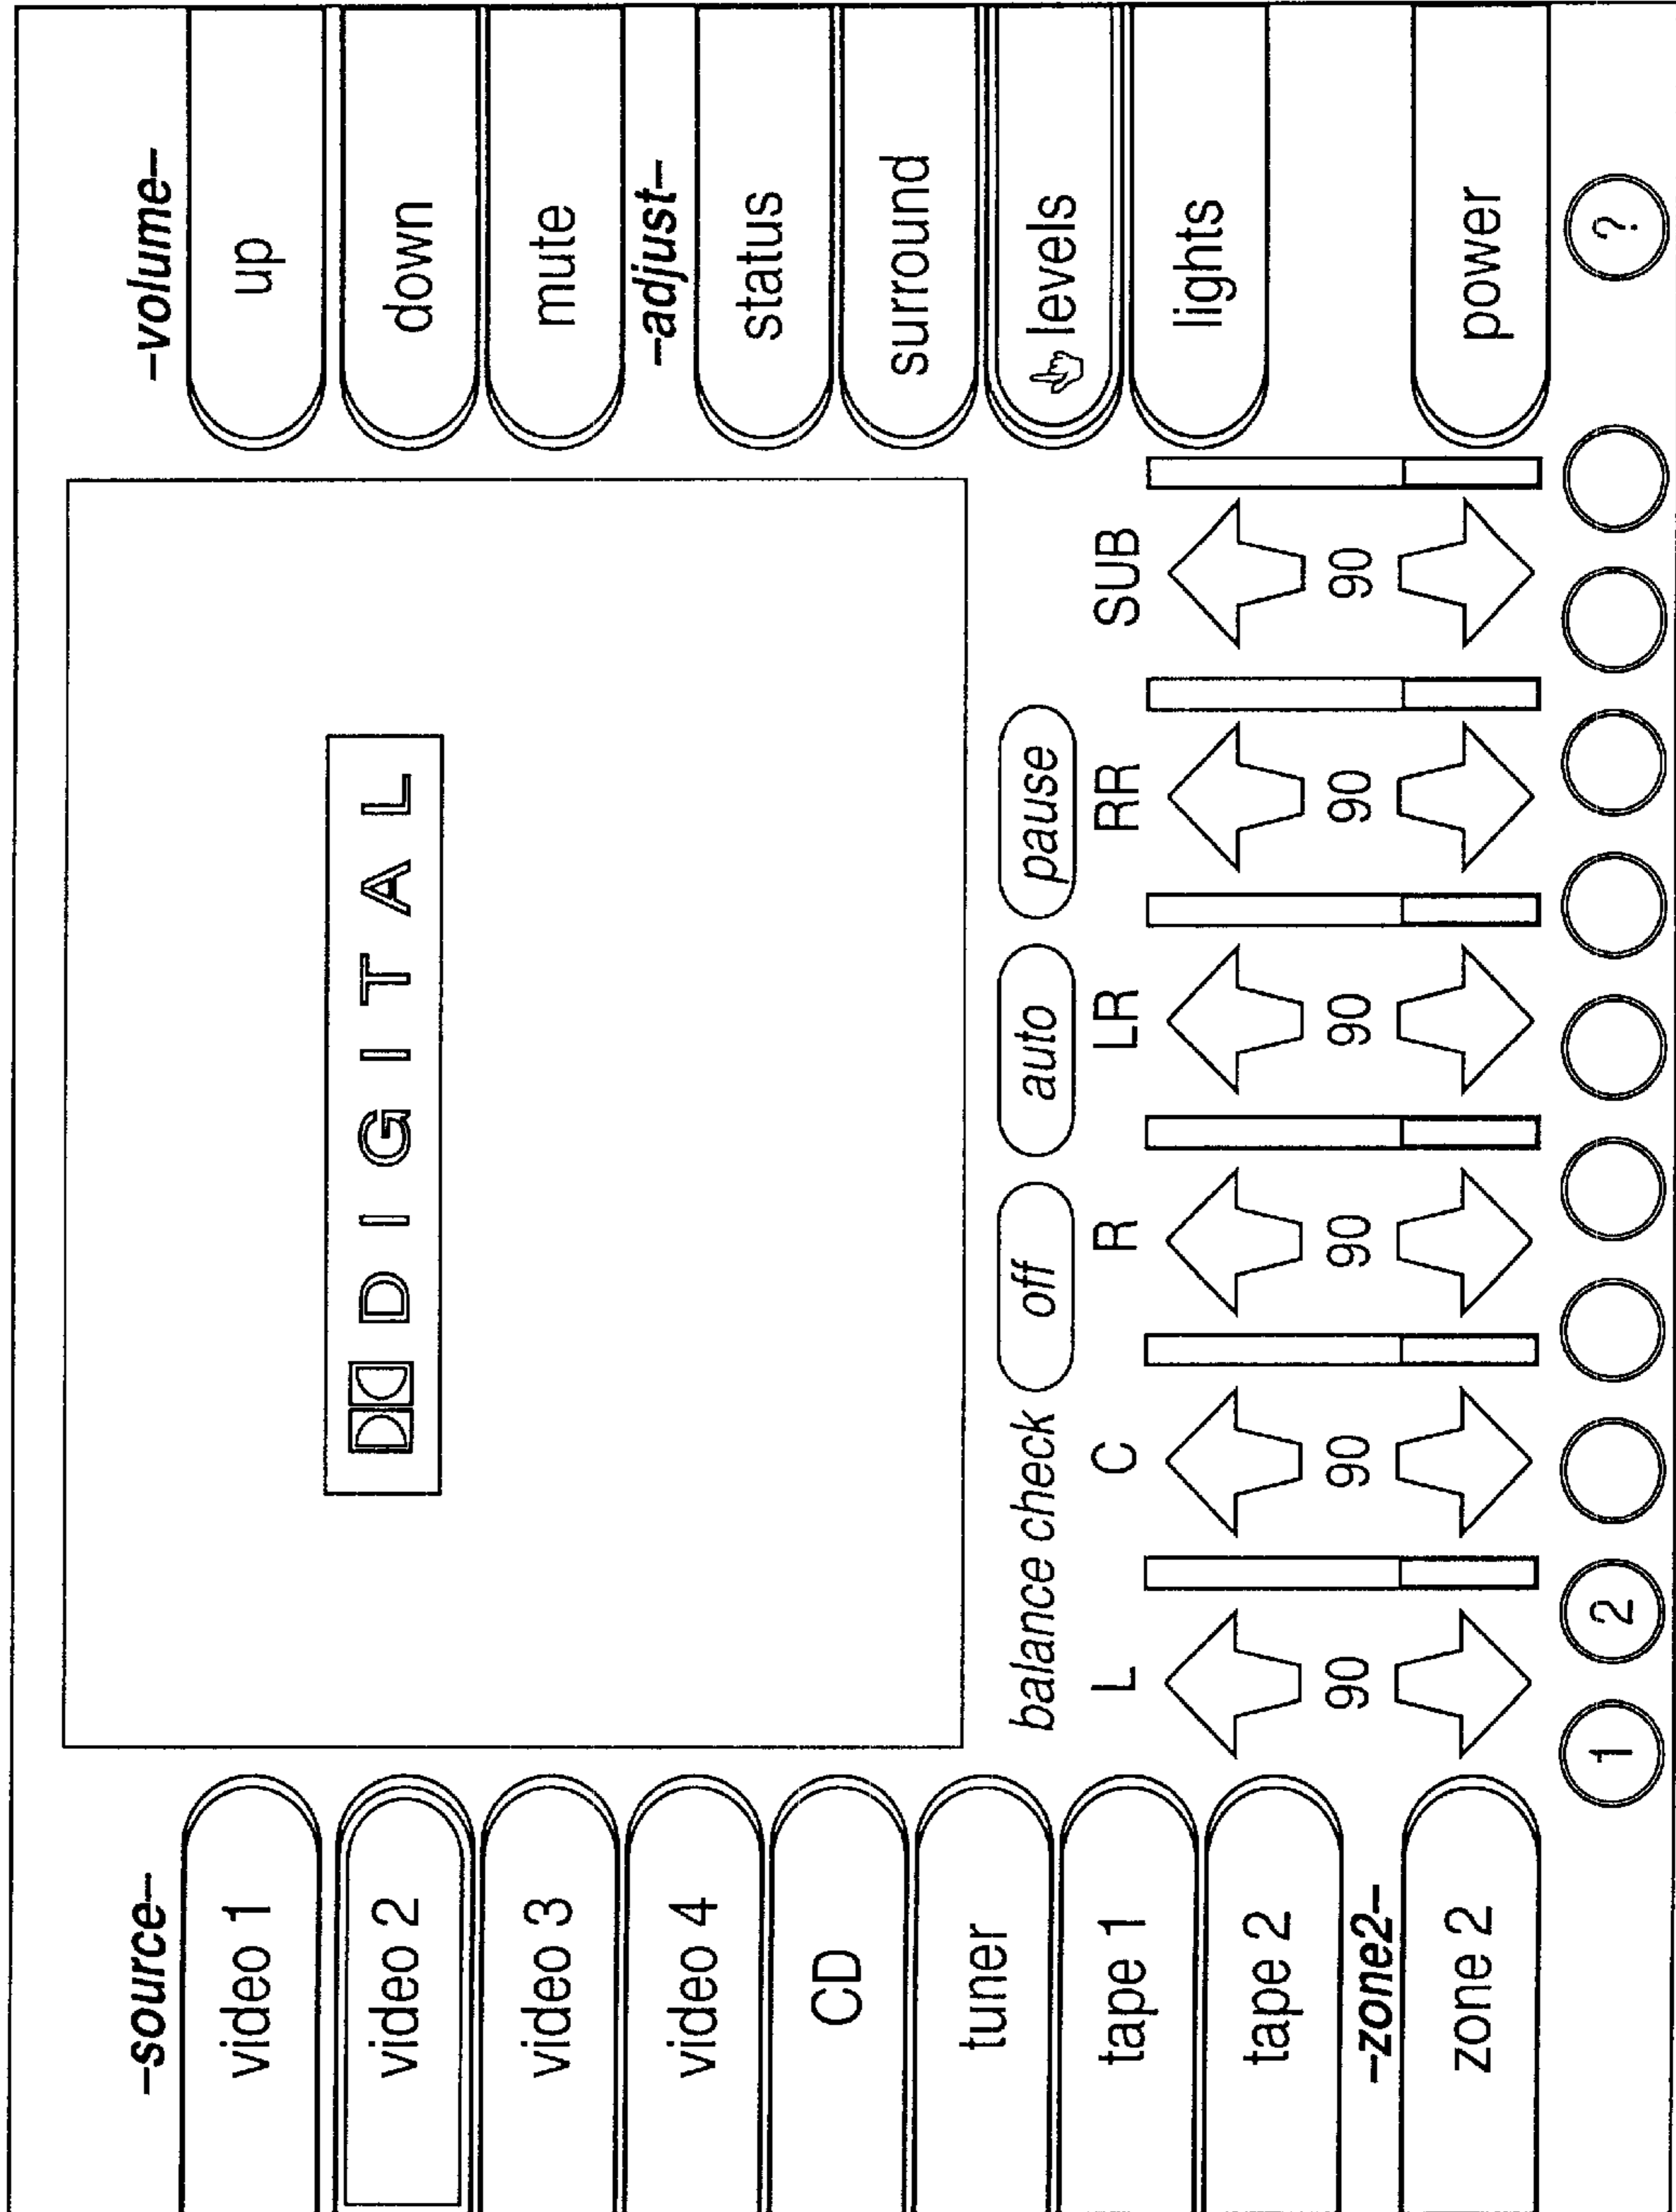 –source–
video 1
video 2
video 3
video 4
CD
tuner
tape 1
tape 2
–zone2–
zone 2
DIGITAL
balance check off auto pause
L C R LR RR SUB
90 90 90 90 90 90
–volume–
up
down
mute
–adjust–
status
surround
levels
lights
power
1 2 ?